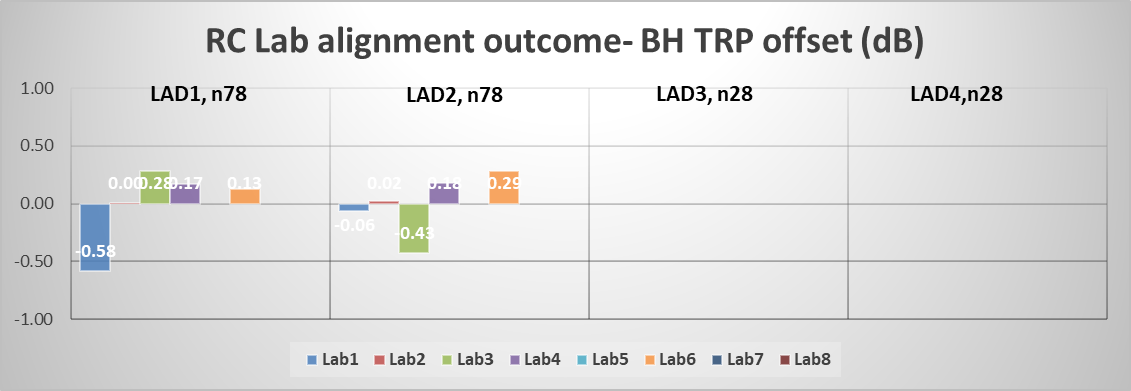 RC Lab alignment outcome- BH TRP offset (dB)
1.00
LAD1, n78
LAD2, n78
LAD3, n28
LAD4,n28
0.50
0.00
0.28
0.17
0.13
0.02
0.18
0.29
0.00
-0.06
-0.43
-0.58
-0.50
-1.00
Lab1
Lab2
Lab3
Lab4
Lab5
Lab6
Lab7
Lab8